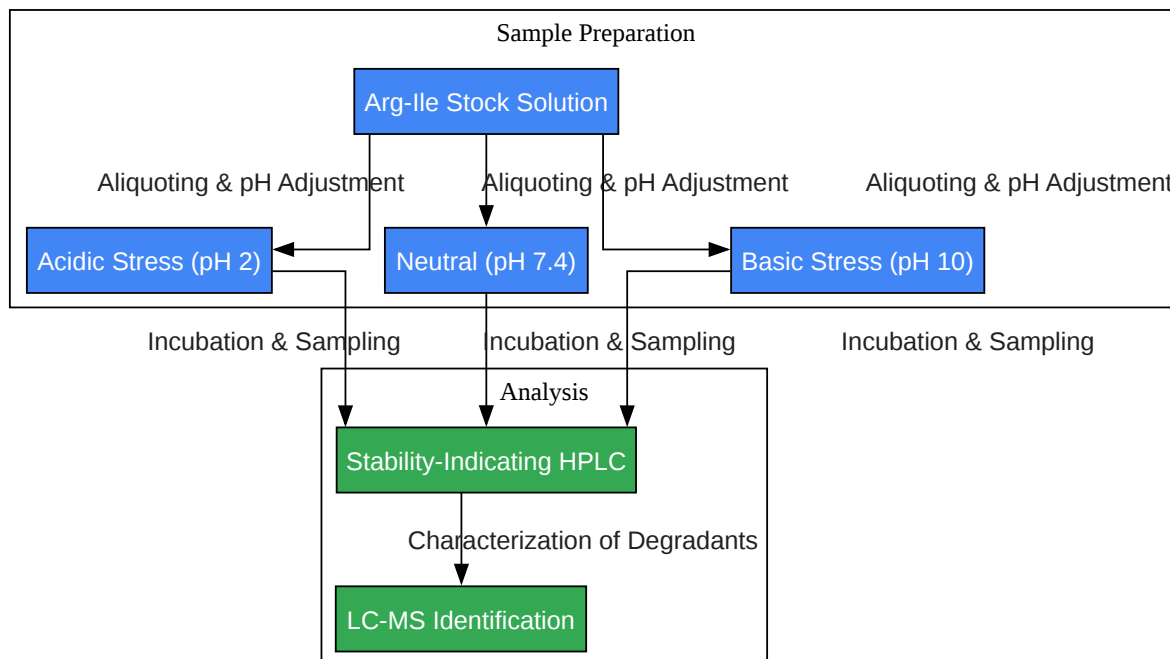 Sample Preparation
Arg-Ile Stock Solution
Aliquoting & pH Adjustment
Aliquoting & pH Adjustment
Aliquoting & pH Adjustment
Acidic Stress (pH 2)
Neutral (pH 7.4)
Basic Stress (pH 10)
Incubation & Sampling
Incubation & Sampling
Incubation & Sampling
Analysis
Stability-Indicating HPLC
Characterization of Degradants
LC-MS Identification